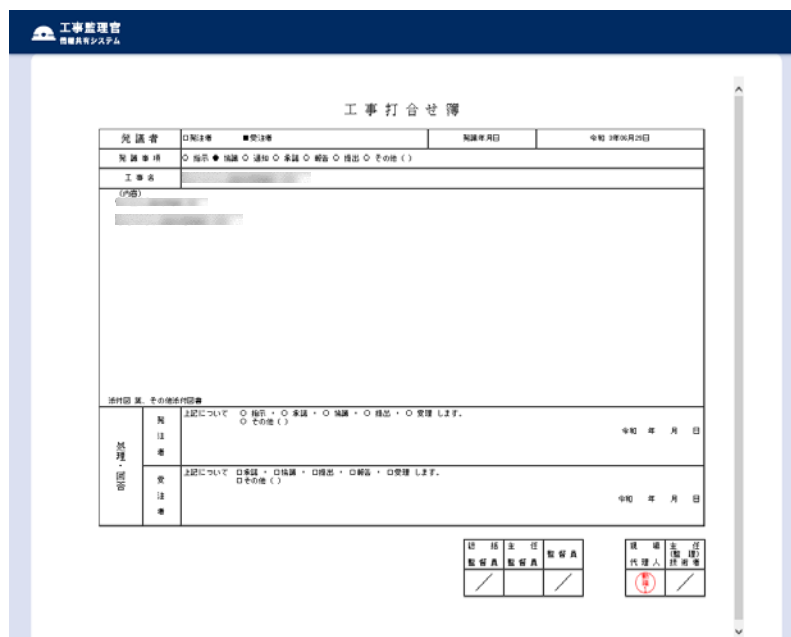 工事監理官
情報共有システム
工事打合せ簿
発議者 □発注者 ■受注者 発議年月日 令和 3年06月29日
発議事項 ○ 指示 ● 協議 ○ 通知 ○ 承諾 ○ 報告 ○ 提出 ○ その他 ( )
工事名
(内容)
添付図 葉、その他添付図書
処理・回答
発注者
上記について ○ 指示 ・ ○ 承諾 ・ ○ 協議 ・ ○ 提出 ・ ○ 受理 します。
○ その他 ( )
令和 年 月 日
受注者
上記について □承諾 ・ □協議 ・ □提出 ・ □報告 ・ □受理 します。
□その他 ( )
令和 年 月 日
総括監督員
主任監督員
監督員
現場代理人
主任(監理)技術者